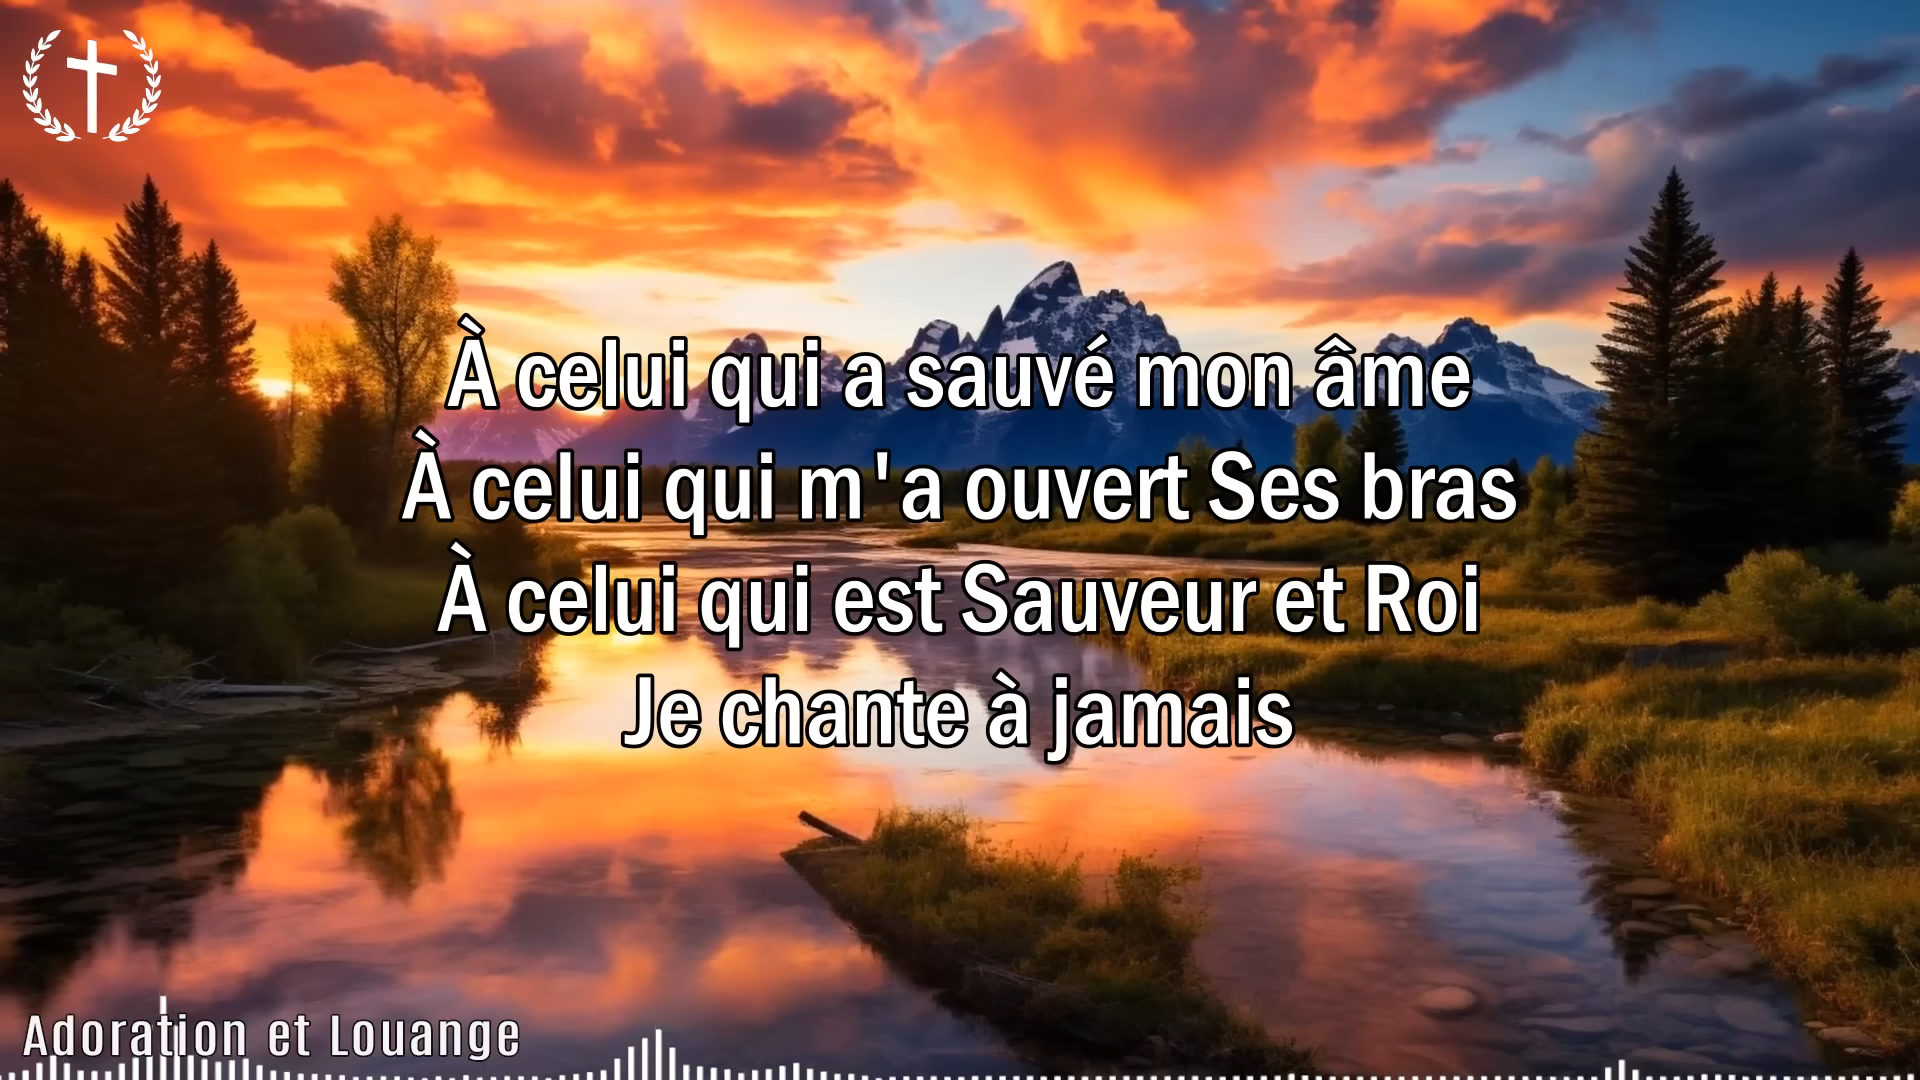 À celui qui a sauvé mon âme
À celui qui m'a ouvert Ses bras
À celui qui est Sauveur et Roi
Je chante à jamais
Adoration et Louange